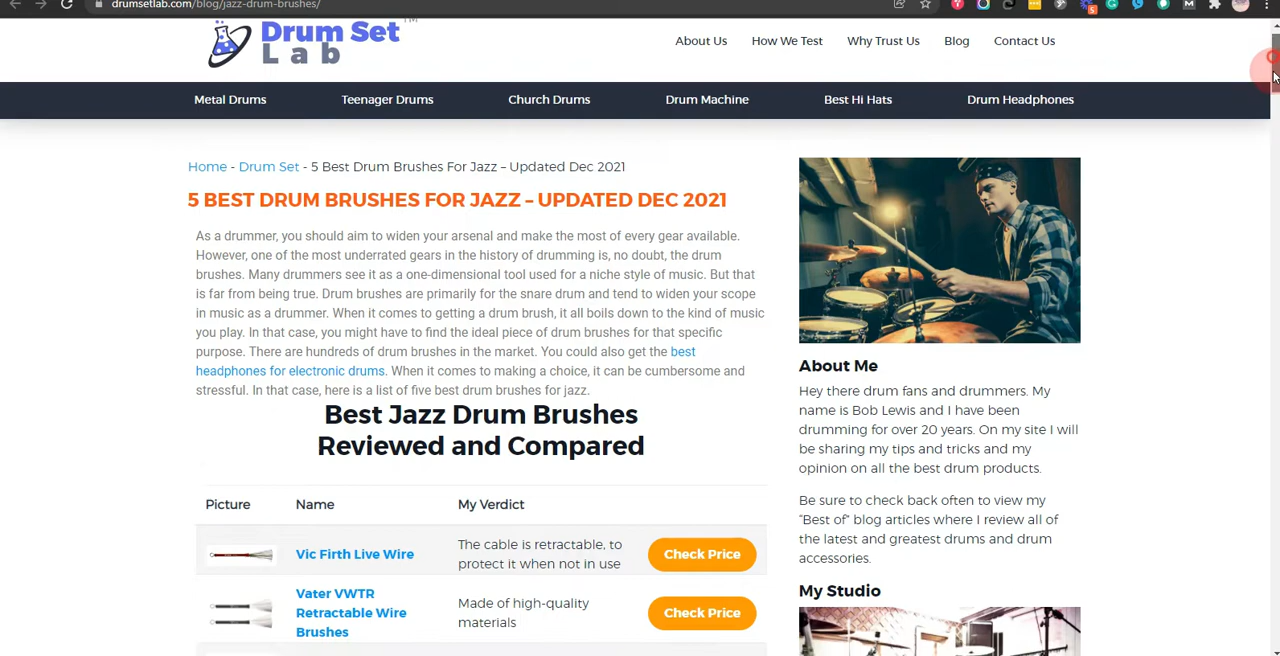 drumsetlab.com/blog/jazz-drum-brushes/
5
M
Drum Set
Lab
TM
About Us
How We Test
Why Trust Us
Blog
Contact Us
Metal Drums
Teenager Drums
Church Drums
Drum Machine
Best Hi Hats
Drum Headphones
Home - Drum Set - 5 Best Drum Brushes For Jazz – Updated Dec 2021
5 BEST DRUM BRUSHES FOR JAZZ – UPDATED DEC 2021
As a drummer, you should aim to widen your arsenal and make the most of every gear available.
However, one of the most underrated gears in the history of drumming is, no doubt, the drum
brushes. Many drummers see it as a one-dimensional tool used for a niche style of music. But that
is far from being true. Drum brushes are primarily for the snare drum and tend to widen your scope
in music as a drummer. When it comes to getting a drum brush, it all boils down to the kind of music
you play. In that case, you might have to find the ideal piece of drum brushes for that specific
purpose. There are hundreds of drum brushes in the market. You could also get the best
headphones for electronic drums. When it comes to making a choice, it can be cumbersome and
stressful. In that case, here is a list of five best drum brushes for jazz.
Best Jazz Drum Brushes
Reviewed and Compared
Picture
Name
My Verdict
Vic Firth Live Wire
The cable is retractable, to
protect it when not in use
Check Price
Vater VWTR
Retractable Wire
Brushes
Made of high-quality
materials
Check Price
About Me
Hey there drum fans and drummers. My
name is Bob Lewis and I have been
drumming for over 20 years. On my site I will
be sharing my tips and tricks and my
opinion on all the best drum products.
Be sure to check back often to view my
“Best of” blog articles where I review all of
the latest and greatest drums and drum
accessories.
My Studio